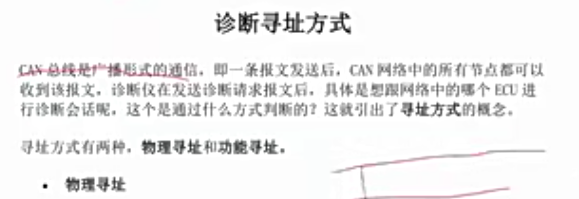 诊断寻址方式
CAN 总线是广播形式的通信，即一条报文发送后，CAN 网络中的所有节点都可以
收到该报文，诊断仪在发送诊断请求报文后，具体是想跟网络中的哪个 ECU 进
行诊断会话呢，这个是通过什么方式判断的？这就引出了寻址方式的概念。
寻址方式有两种，物理寻址和功能寻址。
• 物理寻址